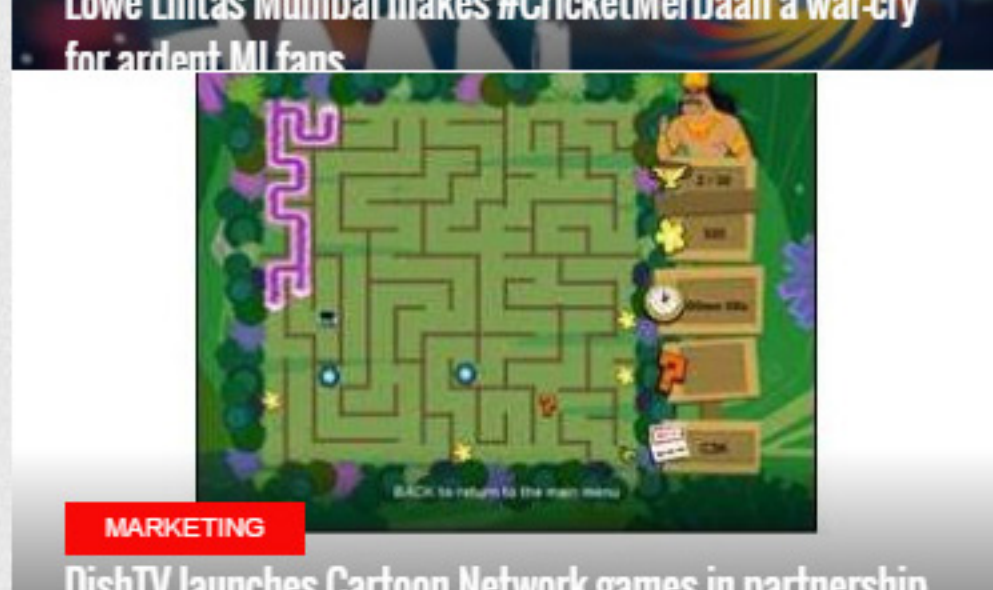 Lowe Lintas Mumbai makes #CricketMeriJaan a war-cry
for ardent MI fans
BACK to return to the main menu
MARKETING
DishTV launches Cartoon Network games in partnership